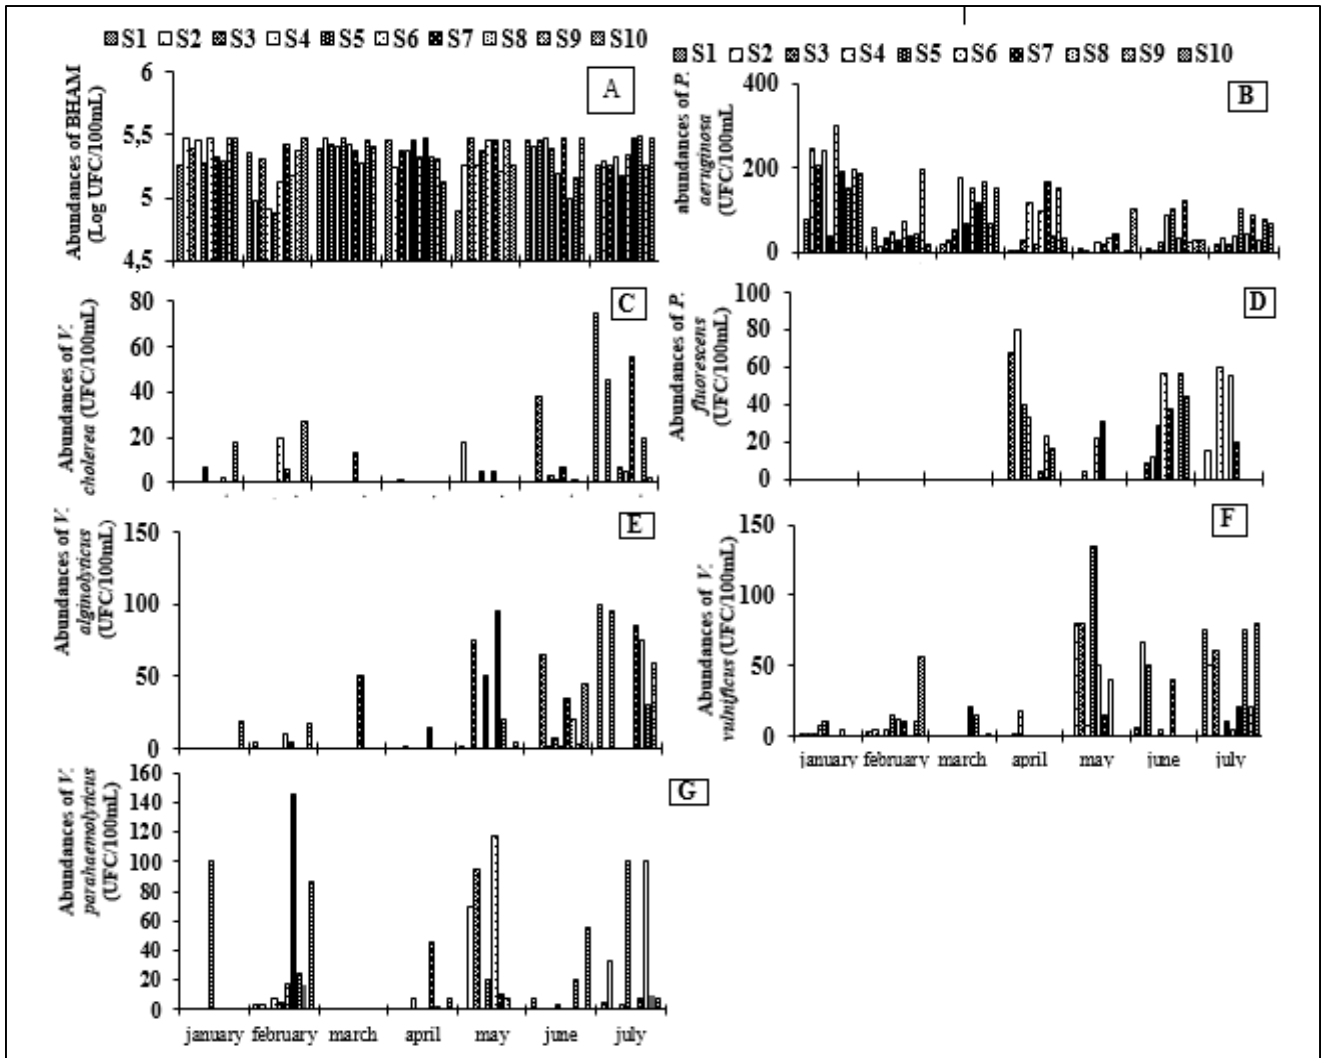 S1 S2 S3 S4 S5 S6 S7 S8 S9 S10
A
Abundances of BHAM
(Log UFC/100mL)
6
5,5
5
4,5
S1 S2 S3 S4 S5 S6 S7 S8 S9 S10
B
abundances of P.
aeruginosa
(UFC/100mL
400
200
0
C
Abundances of V.
cholerea (UFC/100mL)
80
60
40
20
0
D
Abundances of P.
fluorescens
(UFC/100mL)
100
80
60
40
20
0
E
Abundances of V.
alginolyticus
(UFC/100mL)
150
100
50
0
F
Abundances of V.
vulnificus (UFC/100mL)
150
100
50
0
january february march april may june july
G
Abundances of V.
parahaemolyticus
(UFC/100mL)
160
140
120
100
80
60
40
20
0
january february march april may june july